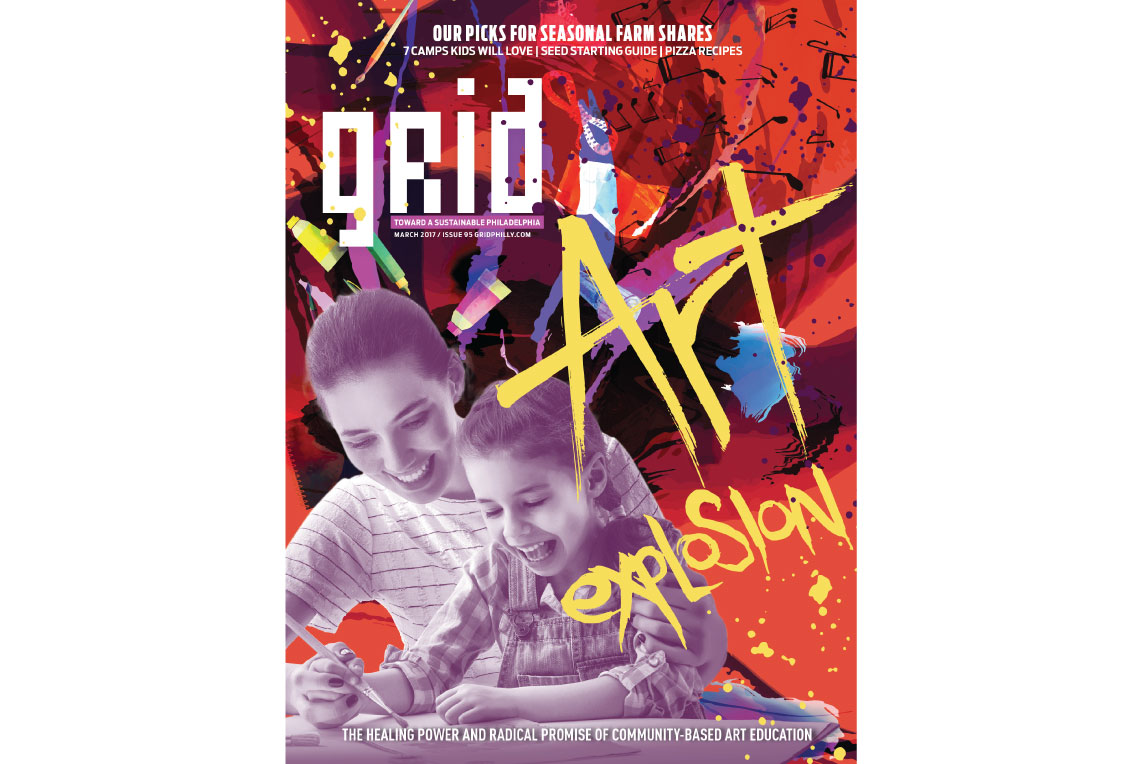 OUR PICKS FOR SEASONAL FARM SHARES
7 CAMPS KIDS WILL LOVE | SEED STARTING GUIDE | PIZZA RECIPES
gRid
TOWARD A SUSTAINABLE PHILADELPHIA
MARCH 2017 / ISSUE 95 GRIDPHILLY.COM
Art
explosion
THE HEALING POWER AND RADICAL PROMISE OF COMMUNITY-BASED ART EDUCATION